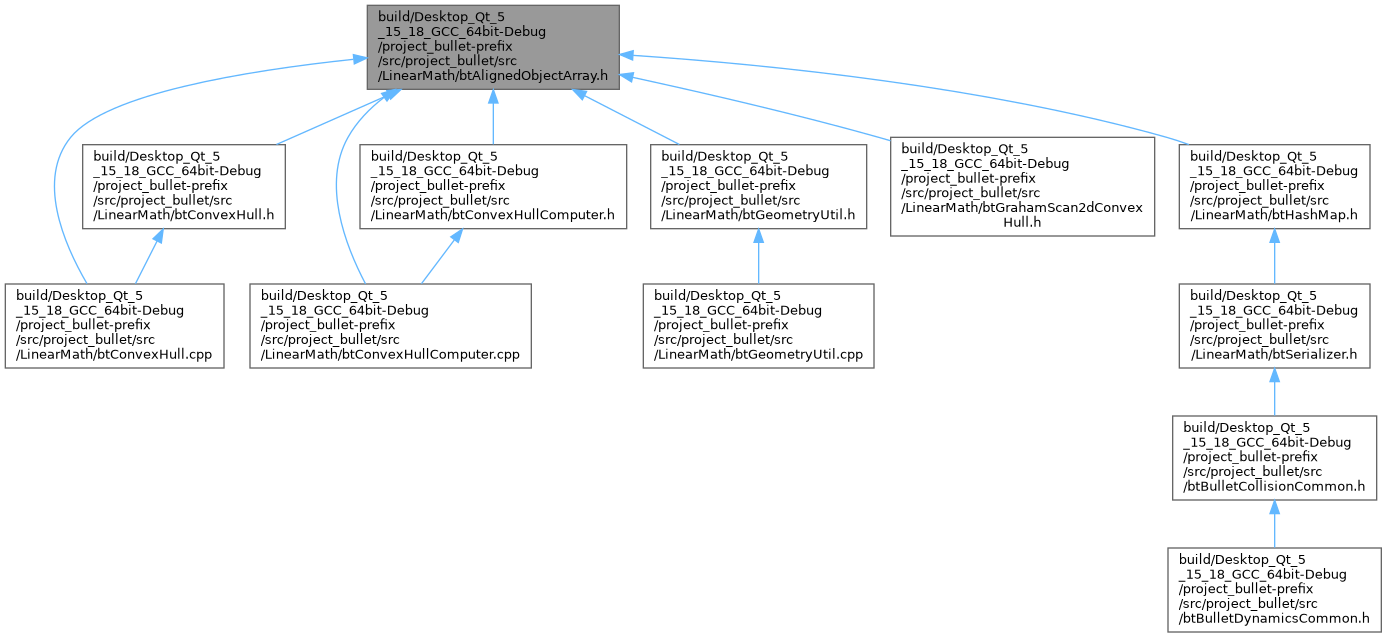 build/Desktop_Qt_5
_15_18_GCC_64bit-Debug
/project_bullet-prefix
/src/project_bullet/src
/LinearMath/btAlignedObjectArray.h
build/Desktop_Qt_5
_15_18_GCC_64bit-Debug
/project_bullet-prefix
/src/project_bullet/src
/LinearMath/btConvexHull.h
build/Desktop_Qt_5
_15_18_GCC_64bit-Debug
/project_bullet-prefix
/src/project_bullet/src
/LinearMath/btConvexHullComputer.h
build/Desktop_Qt_5
_15_18_GCC_64bit-Debug
/project_bullet-prefix
/src/project_bullet/src
/LinearMath/btGeometryUtil.h
build/Desktop_Qt_5
_15_18_GCC_64bit-Debug
/project_bullet-prefix
/src/project_bullet/src
/LinearMath/btGrahamScan2dConvex
Hull.h
build/Desktop_Qt_5
_15_18_GCC_64bit-Debug
/project_bullet-prefix
/src/project_bullet/src
/LinearMath/btHashMap.h
build/Desktop_Qt_5
_15_18_GCC_64bit-Debug
/project_bullet-prefix
/src/project_bullet/src
/LinearMath/btConvexHull.cpp
build/Desktop_Qt_5
_15_18_GCC_64bit-Debug
/project_bullet-prefix
/src/project_bullet/src
/LinearMath/btConvexHullComputer.cpp
build/Desktop_Qt_5
_15_18_GCC_64bit-Debug
/project_bullet-prefix
/src/project_bullet/src
/LinearMath/btGeometryUtil.cpp
build/Desktop_Qt_5
_15_18_GCC_64bit-Debug
/project_bullet-prefix
/src/project_bullet/src
/LinearMath/btSerializer.h
build/Desktop_Qt_5
_15_18_GCC_64bit-Debug
/project_bullet-prefix
/src/project_bullet/src
/btBulletCollisionCommon.h
build/Desktop_Qt_5
_15_18_GCC_64bit-Debug
/project_bullet-prefix
/src/project_bullet/src
/btBulletDynamicsCommon.h